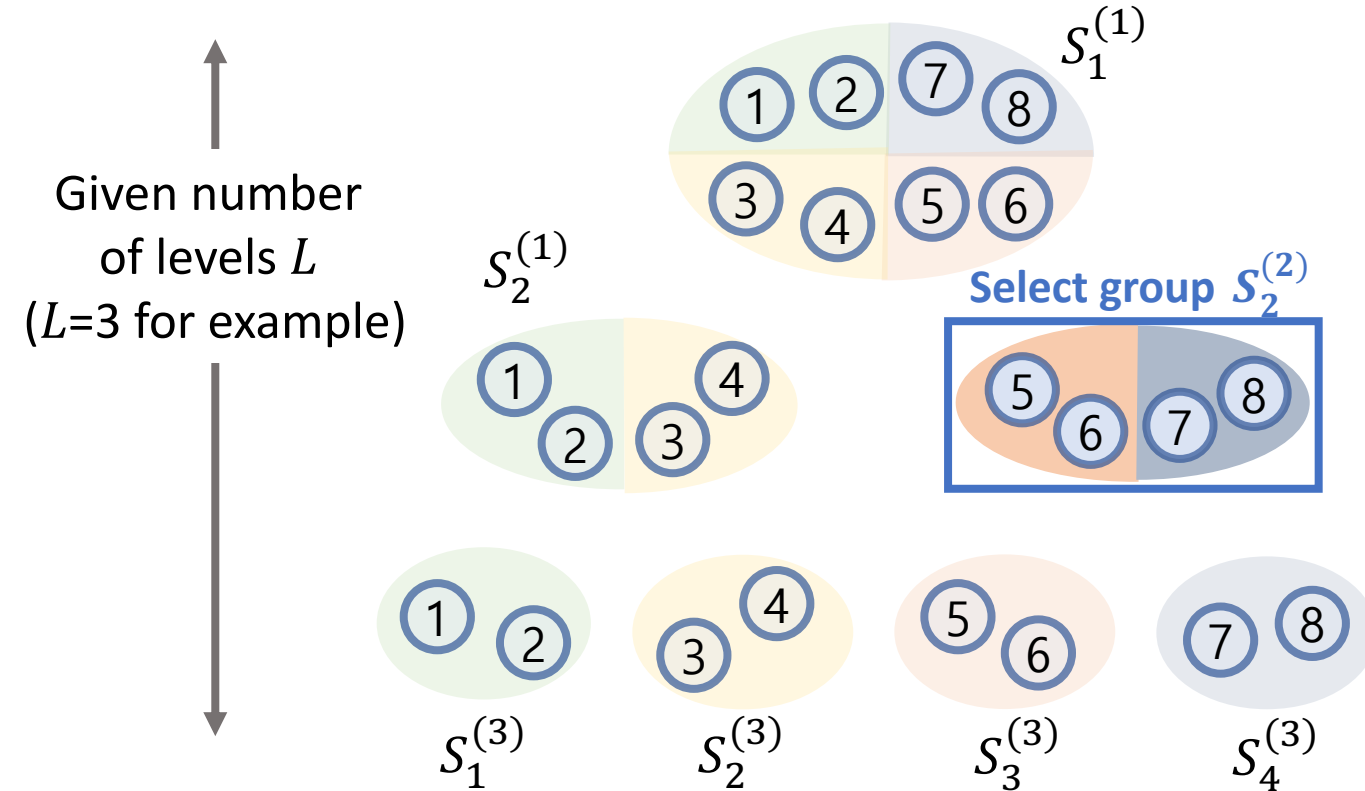 S_1^{(1)}
1 2 7 8
3 4 5 6
Given number
of levels L
(L=3 for example)
S_2^{(1)}
Select group S_2^{(2)}
1 2 3 4
5 6 7 8
1 2
3 4
5 6
7 8
S_1^{(3)}
S_2^{(3)}
S_3^{(3)}
S_4^{(3)}